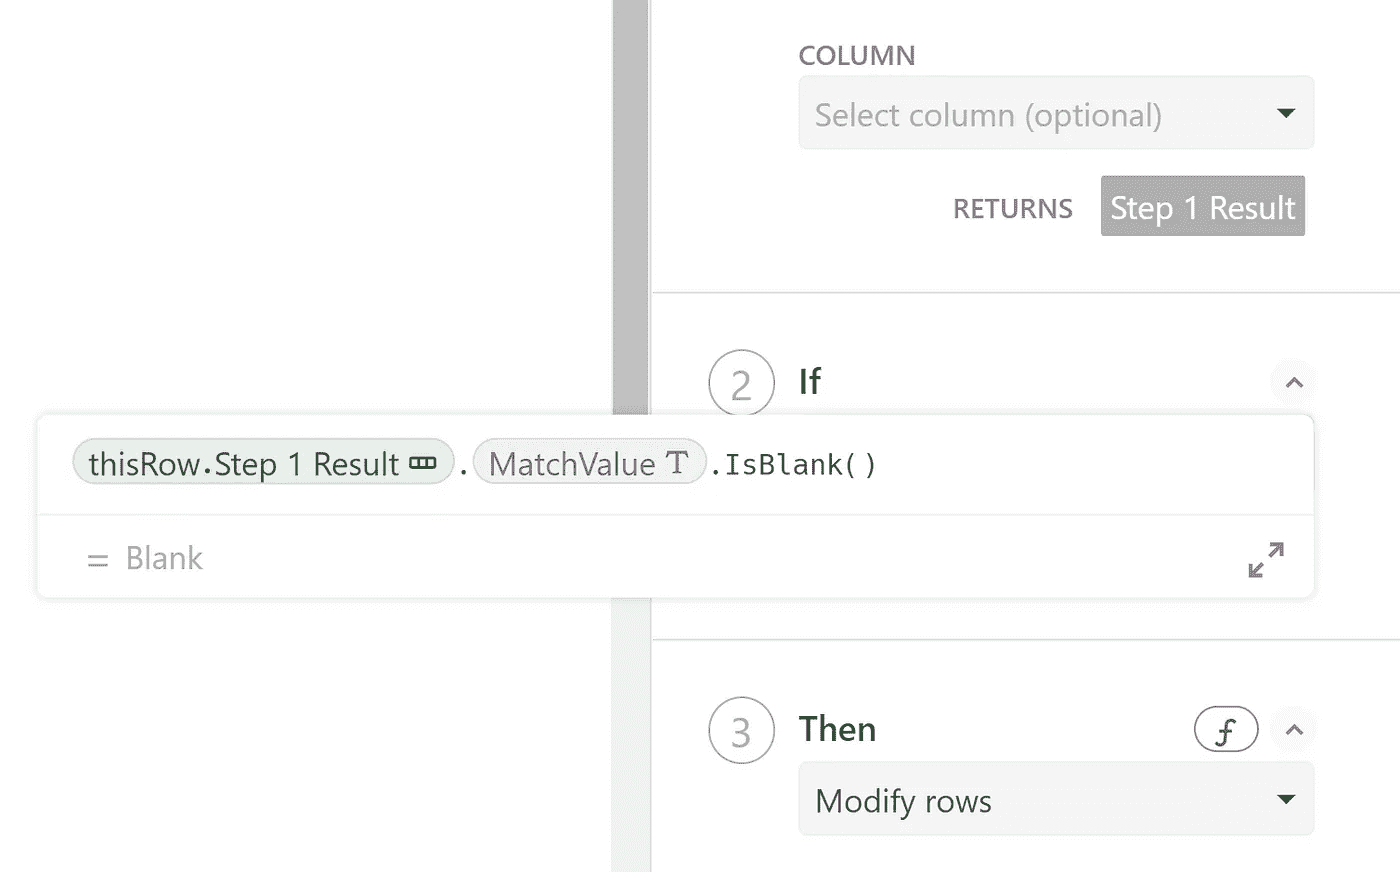 COLUMN
Select column (optional)
RETURNS Step 1 Result
2 If
thisRow.Step 1 Result . MatchValue T .IsBlank()
= Blank
3 Then f
Modify rows